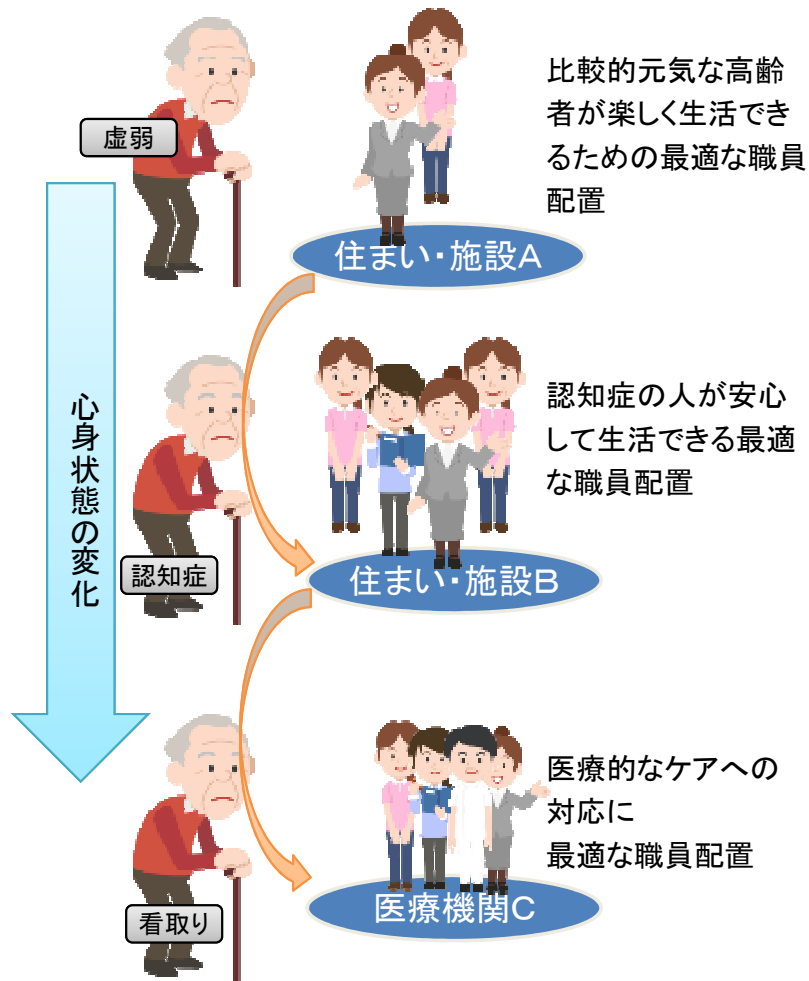 虚弱
比較的元気な高齢
者が楽しく生活でき
るための最適な職員
配置
住まい・施設A
心身状態の変化
認知症の人が安心
して生活できる最適
な職員配置
認知症
住まい・施設B
医療的なケアへの
対応に
最適な職員配置
看取り
医療機関C